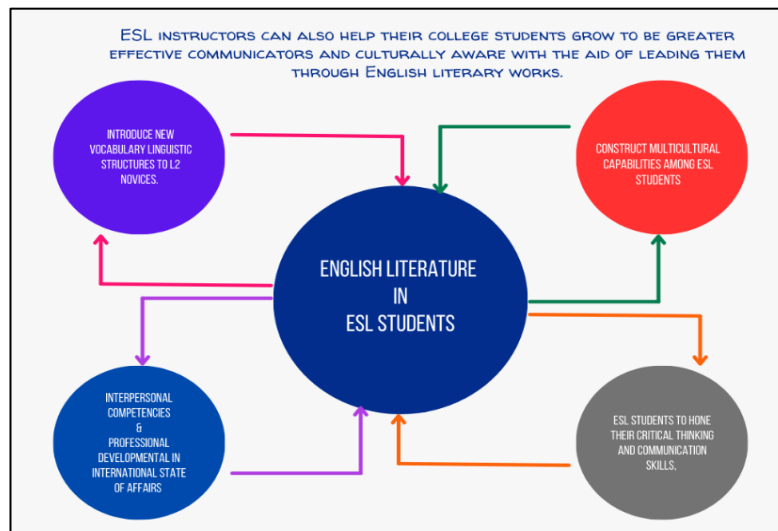 ESL INSTRUCTORS CAN ALSO HELP THEIR COLLEGE STUDENTS GROW TO BE GREATER
EFFECTIVE COMMUNICATORS AND CULTURALLY AWARE WITH THE AID OF LEADING THEM
THROUGH ENGLISH LITERARY WORKS.
INTRODUCE NEW
VOCABULARY LINGUISTIC
STRUCTURES TO L2
NOVICES.
CONSTRUCT MULTICULTURAL
CAPABILITIES AMONG ESL
STUDENTS
ENGLISH LITERATURE
IN
ESL STUDENTS
INTERPERSONAL
COMPETENCIES
&
PROFESSIONAL
DEVELOPMENTAL IN
INTERNATIONAL STATE
OF AFFAIRS
ESL STUDENTS TO HONE
THEIR CRITICAL THINKING
AND COMMUNICATION
SKILLS,